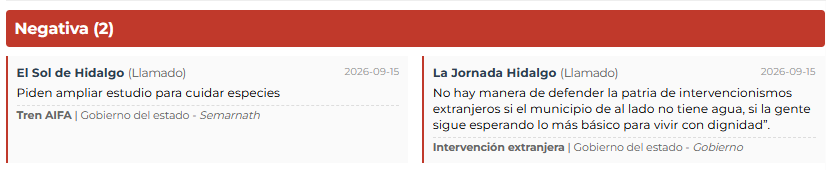 Negativa (2)
El Sol de Hidalgo (Llamado) 2026-09-15
Piden ampliar estudio para cuidar especies
Tren AIFA | Gobierno del estado - Semarnath
La Jornada Hidalgo (Llamado) 2026-09-15
No hay manera de defender la patria de intervencionismos
extranjeros si el municipio de al lado no tiene agua, si la gente
sigue esperando lo más básico para vivir con dignidad”.
Intervención extranjera | Gobierno del estado - Gobierno